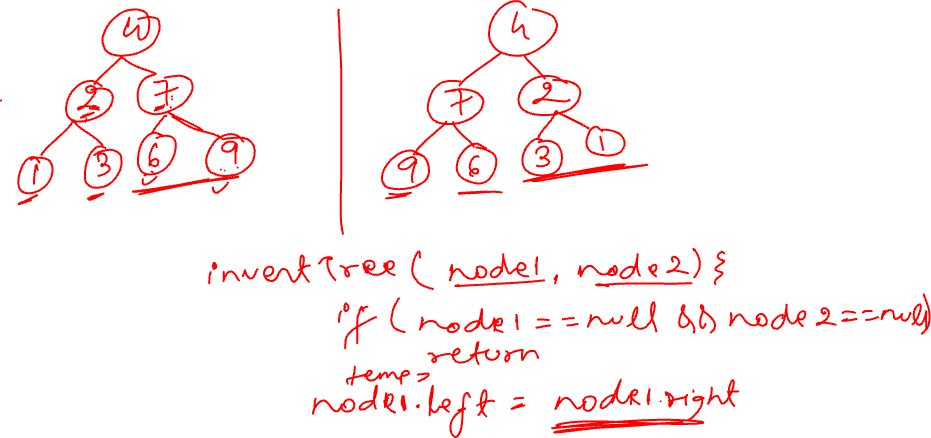 4 4
2 7 7 2
1 3 6 9 9 6 3 1
invertTree ( node1, node2) {
if ( node1 == null && node2 == null)
return
temp =
node1.left = node1.right